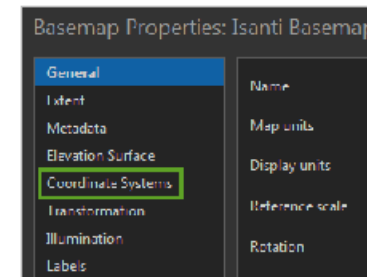 Basemap Properties: Isanti Basemap
General
Extent
Metadata
Elevation Surface
Coordinate Systems
Transformation
Illumination
Labels
Name
Map units
Display units
Reference scale
Rotation